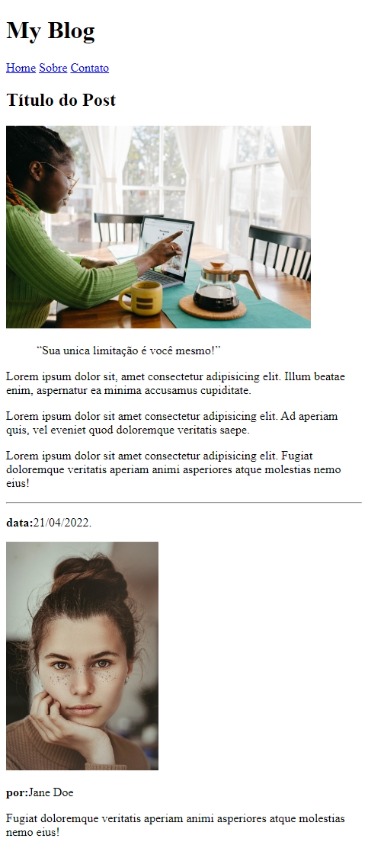 My Blog
Home Sobre Contato
Título do Post
“Sua unica limitação é você mesmo!”
Lorem ipsum dolor sit, amet consectetur adipisicing elit. Illum beatae
enim, aspernatur ea minima accusamus cupiditate.
Lorem ipsum dolor sit amet consectetur adipisicing elit. Ad aperiam
quis, vel eveniet quod doloremque veritatis saepe.
Lorem ipsum dolor sit amet consectetur adipisicing elit. Fugiat
doloremque veritatis aperiam animi asperiores atque molestias nemo
eius!
data:21/04/2022.
por:Jane Doe
Fugiat doloremque veritatis aperiam animi asperiores atque molestias
nemo eius!